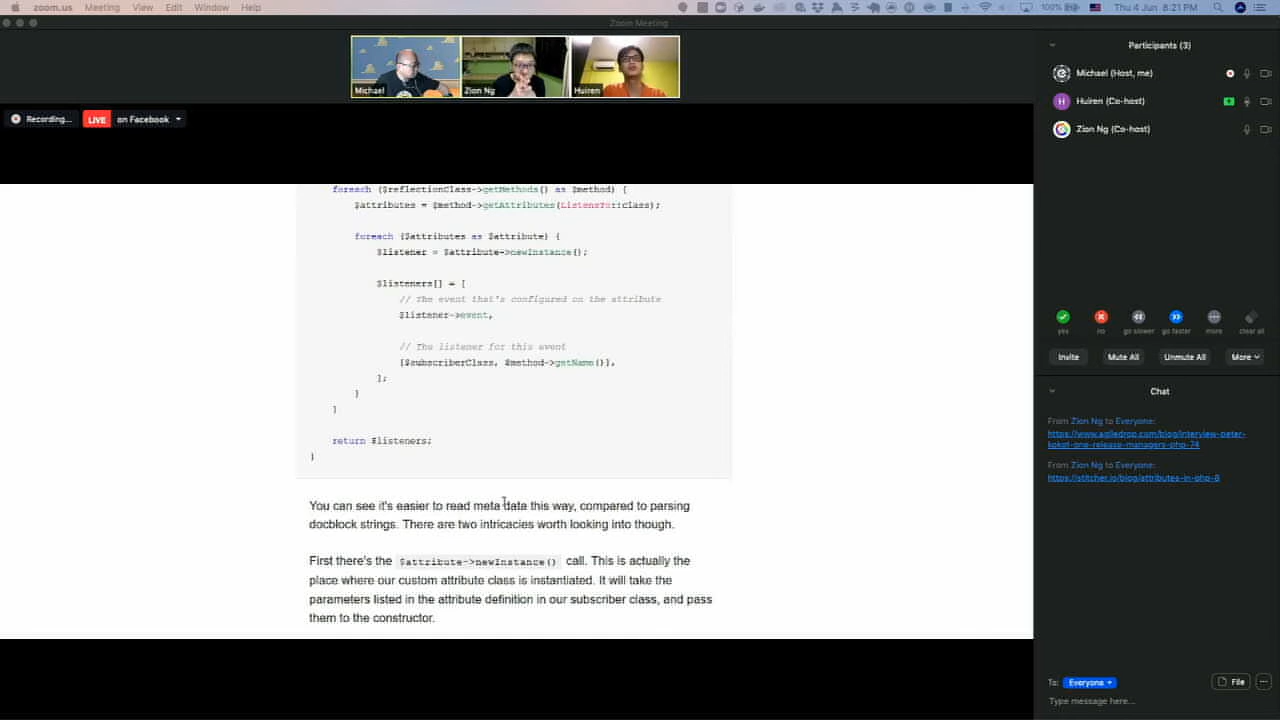 zoom.us Meeting View Edit Window Help
100% Thu 4 Jun 8:21 PM
Zoom Meeting
Michael
Zion Ng
Huiren
Recording...
LIVE on Facebook
foreach ($reflectionClass->getMethods() as $method) {
$attributes = $method->getAttributes(ListensTo::class);
foreach ($attributes as $attribute) {
$listener = $attribute->newInstance();
$listeners[] = [
// The event that's configured on the attribute
$listener->event,
// The listener for this event
[$subscriberClass, $method->getName()],
];
}
}
return $listeners;
}
You can see it's easier to read meta data this way, compared to parsing
docblock strings. There are two intricacies worth looking into though.
First there's the $attribute->newInstance() call. This is actually the
place where our custom attribute class is instantiated. It will take the
parameters listed in the attribute definition in our subscriber class, and pass
them to the constructor.
Participants (3)
Michael (Host, me)
H Huiren (Co-host)
Zion Ng (Co-host)
yes no go slower go faster more clear all
Invite Mute All Unmute All More
Chat
From Zion Ng to Everyone:
https://www.agiledrop.com/blog/interview-peter-
kokot-one-release-managers-php-74
From Zion Ng to Everyone:
https://stitcher.io/blog/attributes-in-php-8
To: Everyone File
Type message here...